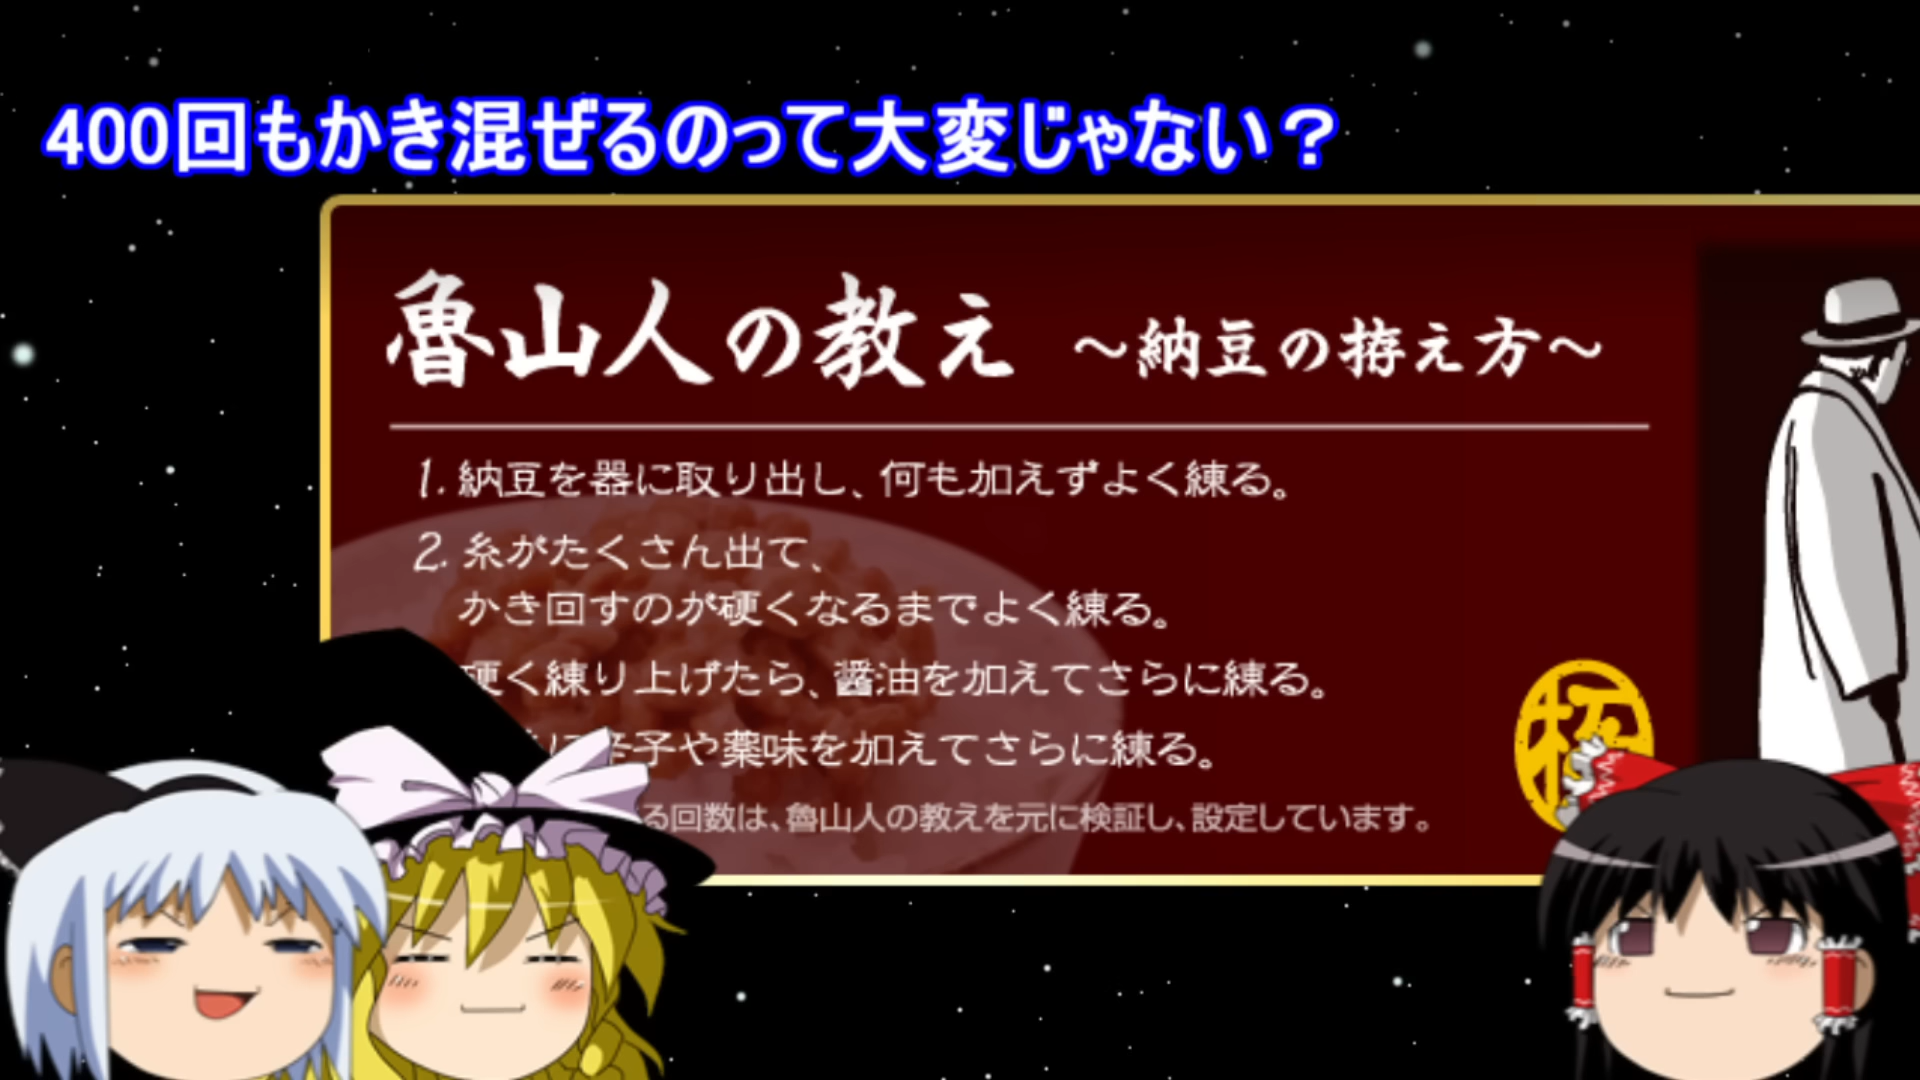 400回もかき混ぜるのって大変じゃない？
魯山人の教え ～納豆の拵え方～
1. 納豆を器に取り出し、何も加えずよく練る。
2. 糸がたくさん出て、
かき回すのが硬くなるまでよく練る。
硬く練り上げたら、醤油を加えてさらに練る。
に辛子や薬味を加えてさらに練る。
る回数は、魯山人の教えを元に検証し、設定しています。
極